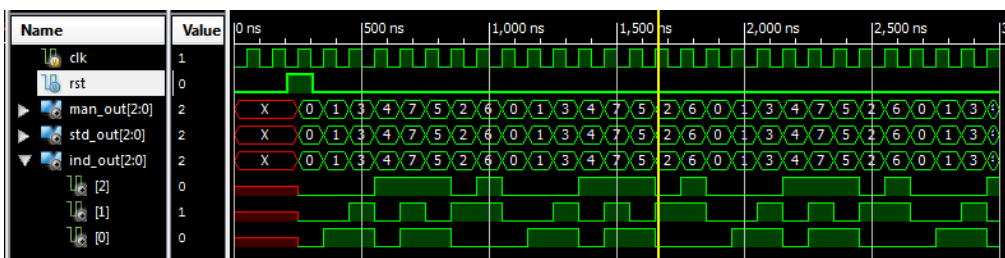 Name Value 0 ns 500 ns 1,000 ns 1,500 ns 2,000 ns 2,500 ns
clk 1
rst 0
man_out[2:0] 2 X 0 1 3 4 7 5 2 6 0 1 3 4 7 5 2 6 0 1 3 4 7 5 2 6 0 1 3
std_out[2:0] 2 X 0 1 3 4 7 5 2 6 0 1 3 4 7 5 2 6 0 1 3 4 7 5 2 6 0 1 3
ind_out[2:0] 2 X 0 1 3 4 7 5 2 6 0 1 3 4 7 5 2 6 0 1 3 4 7 5 2 6 0 1 3
[2] 0
[1] 1
[0] 0